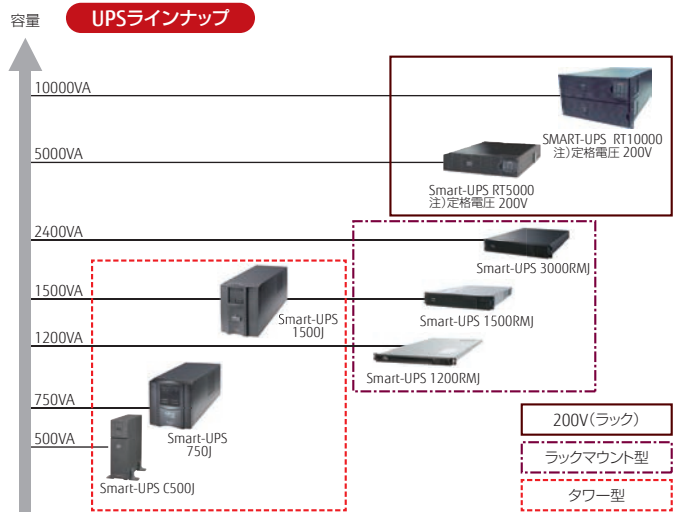 容量
UPSラインナップ
10000VA
SMART-UPS RT10000
注)定格電圧 200V
5000VA
Smart-UPS RT5000
注)定格電圧 200V
2400VA
Smart-UPS 3000RMJ
1500VA
Smart-UPS
1500J
Smart-UPS 1500RMJ
1200VA
Smart-UPS 1200RMJ
750VA
Smart-UPS
750J
500VA
Smart-UPS C500J
200V(ラック)
ラックマウント型
タワー型